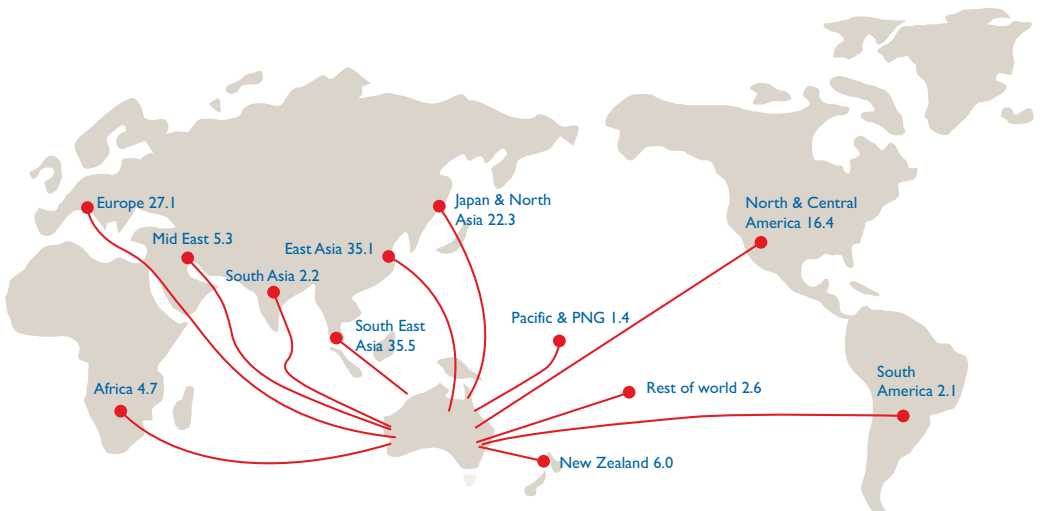 Europe 27.1
Mid East 5.3
South Asia 2.2
East Asia 35.1
Japan & North
Asia 22.3
South East
Asia 35.5
Africa 4.7
Pacific & PNG 1.4
North & Central
America 16.4
Rest of world 2.6
South
America 2.1
New Zealand 6.0